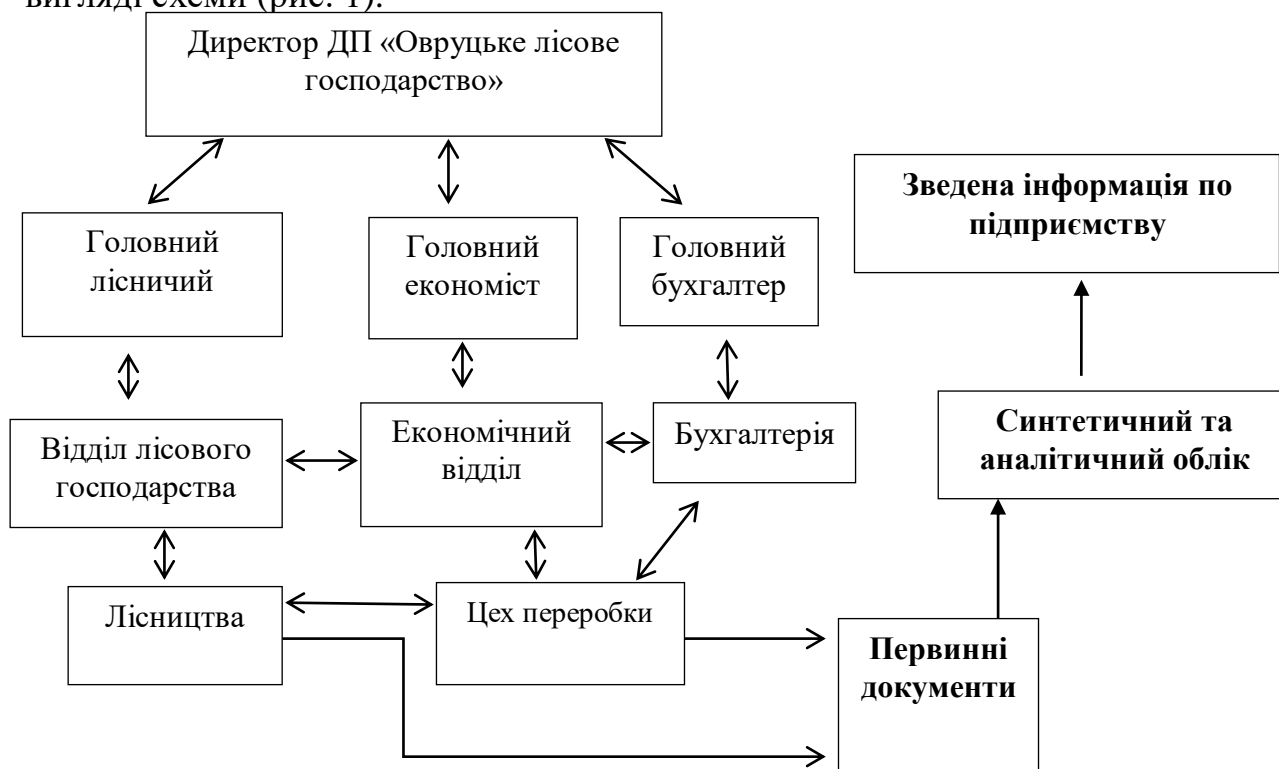 вигляді схеми (рис. 1).
Директор ДП «Овруцьке лісове
господарство»
Зведена інформація по
підприємству
Головний
лісничий
Головний
економіст
Головний
бухгалтер
Синтетичний та
аналітичний облік
Відділ лісового
господарства
Економічний
відділ
Бухгалтерія
Лісництва
Цех переробки
Первинні
документи